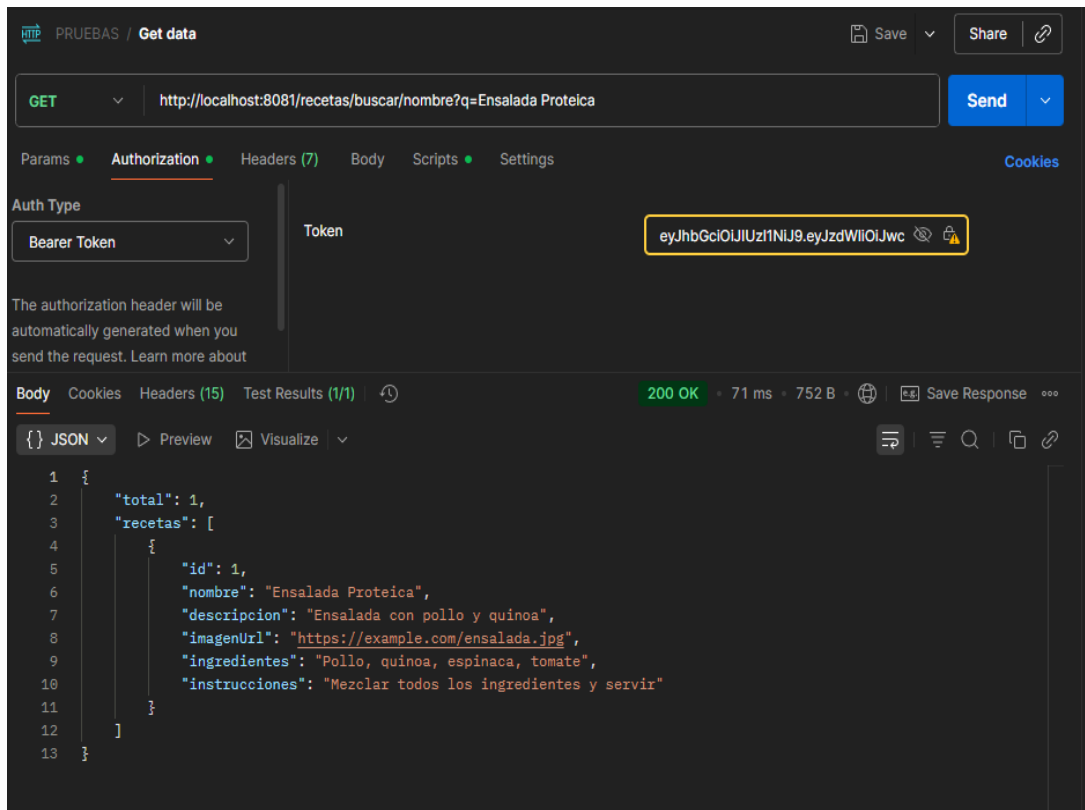 HTTP PRUEBAS / Get data Save Share
GET http://localhost:8081/recetas/buscar/nombre?q=Ensalada Proteica Send
Params Authorization Headers (7) Body Scripts Settings Cookies
Auth Type
Bearer Token
Token eyJhbGciOiJIUzI1NiJ9.eyJzdWIiOiJwc
The authorization header will be
automatically generated when you
send the request. Learn more about
Body Cookies Headers (15) Test Results (1/1) 200 OK 71 ms 752 B e.g. Save Response
{} JSON Preview Visualize
1 {
2 "total": 1,
3 "recetas": [
4 {
5 "id": 1,
6 "nombre": "Ensalada Proteica",
7 "descripcion": "Ensalada con pollo y quinoa",
8 "imagenUrl": "https://example.com/ensalada.jpg",
9 "ingredientes": "Pollo, quinoa, espinaca, tomate",
10 "instrucciones": "Mezclar todos los ingredientes y servir"
11 }
12 ]
13 }